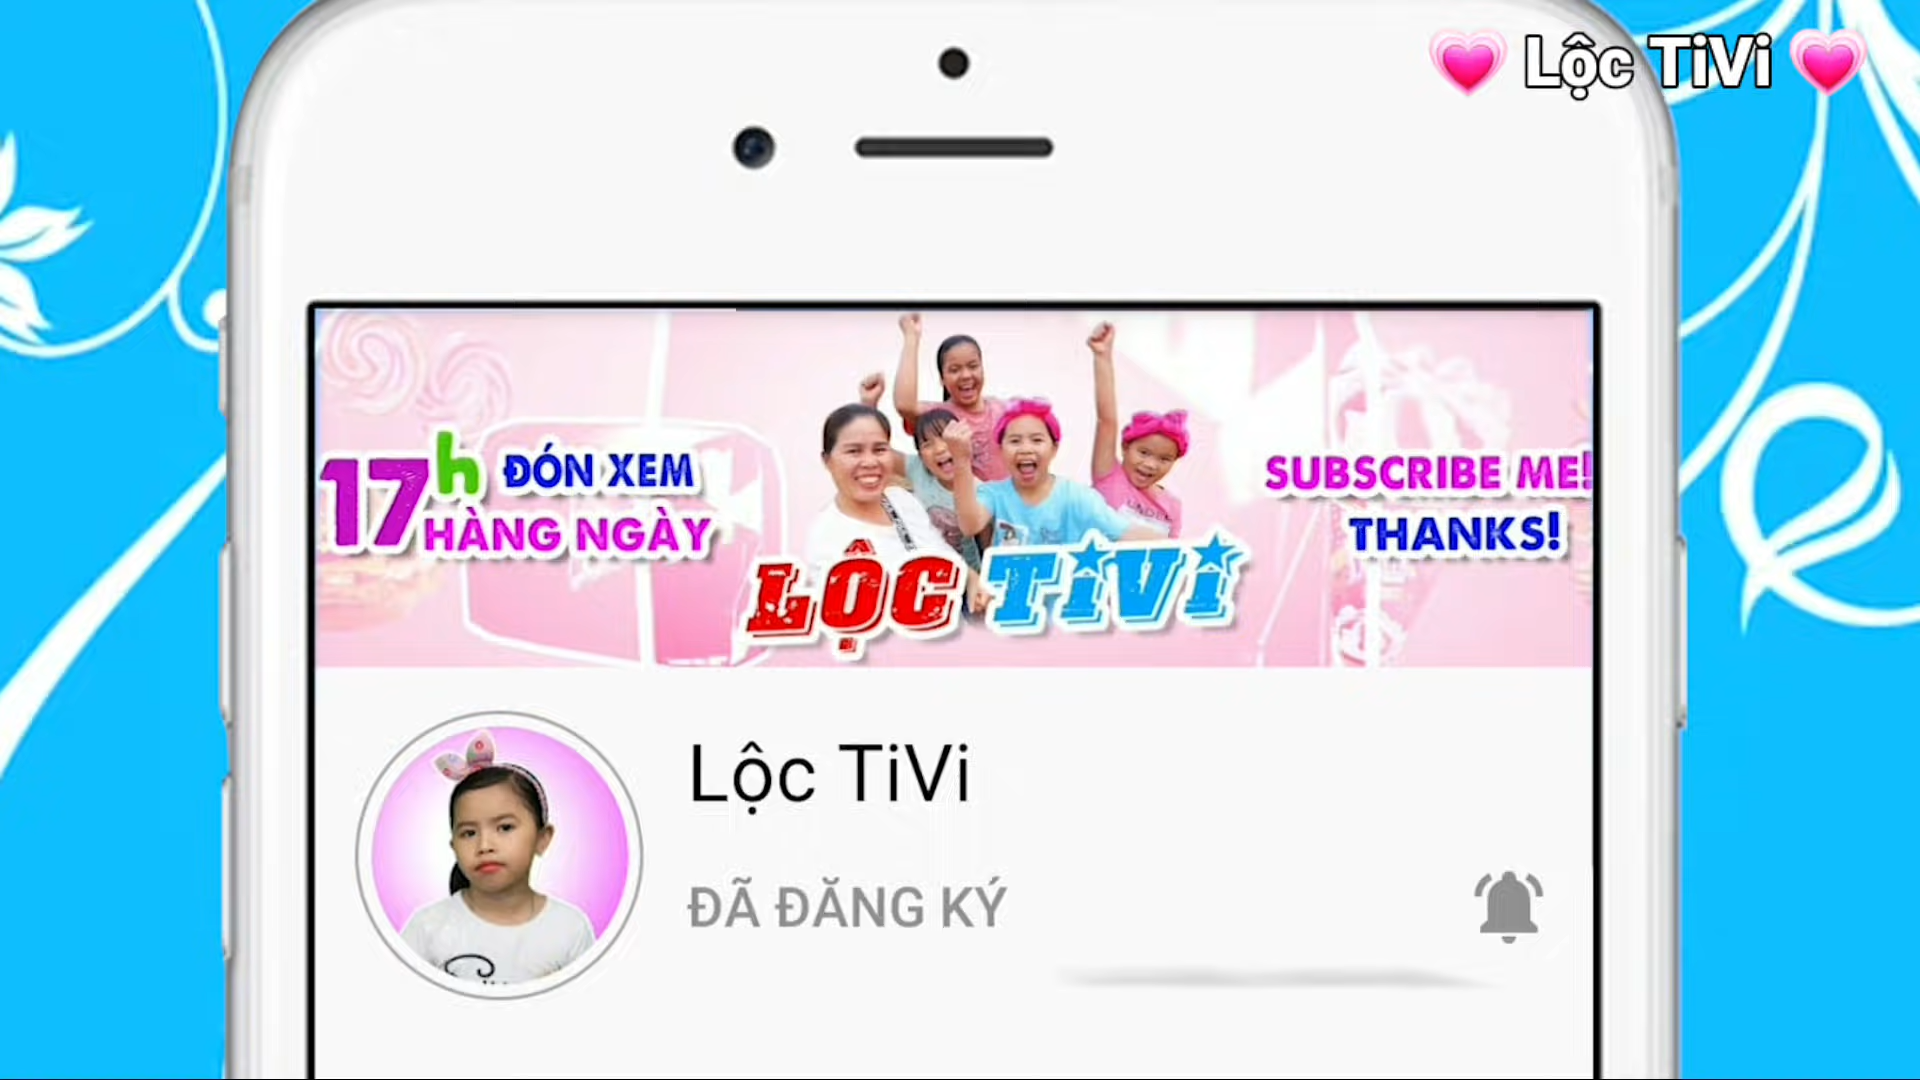 Lộc TiVi
17h ĐÓN XEM
HÀNG NGÀY
LỘC TiVi
SUBSCRIBE ME!
THANKS!
Lộc TiVi
ĐÃ ĐĂNG KÝ